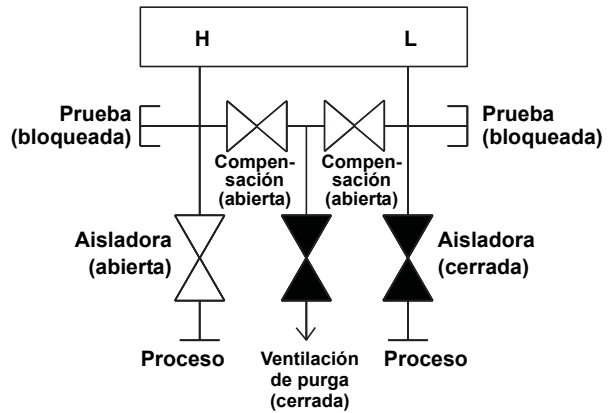 H
L
Prueba
(bloqueada)
Prueba
(bloqueada)
Compen-
sación
(abierta)
Compen-
sación
(abierta)
Aisladora
(abierta)
Aisladora
(cerrada)
Proceso
Ventilación
de purga
(cerrada)
Proceso